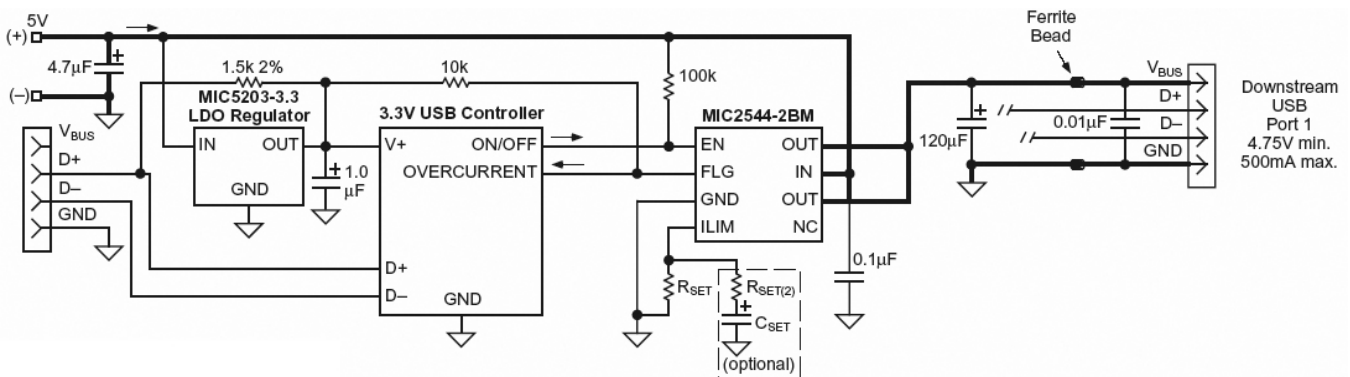 5V
(+)
4.7µF
+
(–)
1.5k 2%
10k
100k
MIC5203-3.3
LDO Regulator
IN
OUT
GND
+ 1.0
µF
3.3V USB Controller
V+
ON/OFF
OVERCURRENT
D+
D–
GND
VBUS
D+
D–
GND
MIC2544-2BM
EN
OUT
FLG
IN
GND
OUT
ILIM
NC
RSET
RSET(2)
+
CSET
(optional)
0.1µF
Ferrite
Bead
+
120µF
0.01µF
VBUS
D+
D–
GND
Downstream
USB
Port 1
4.75V min.
500mA max.